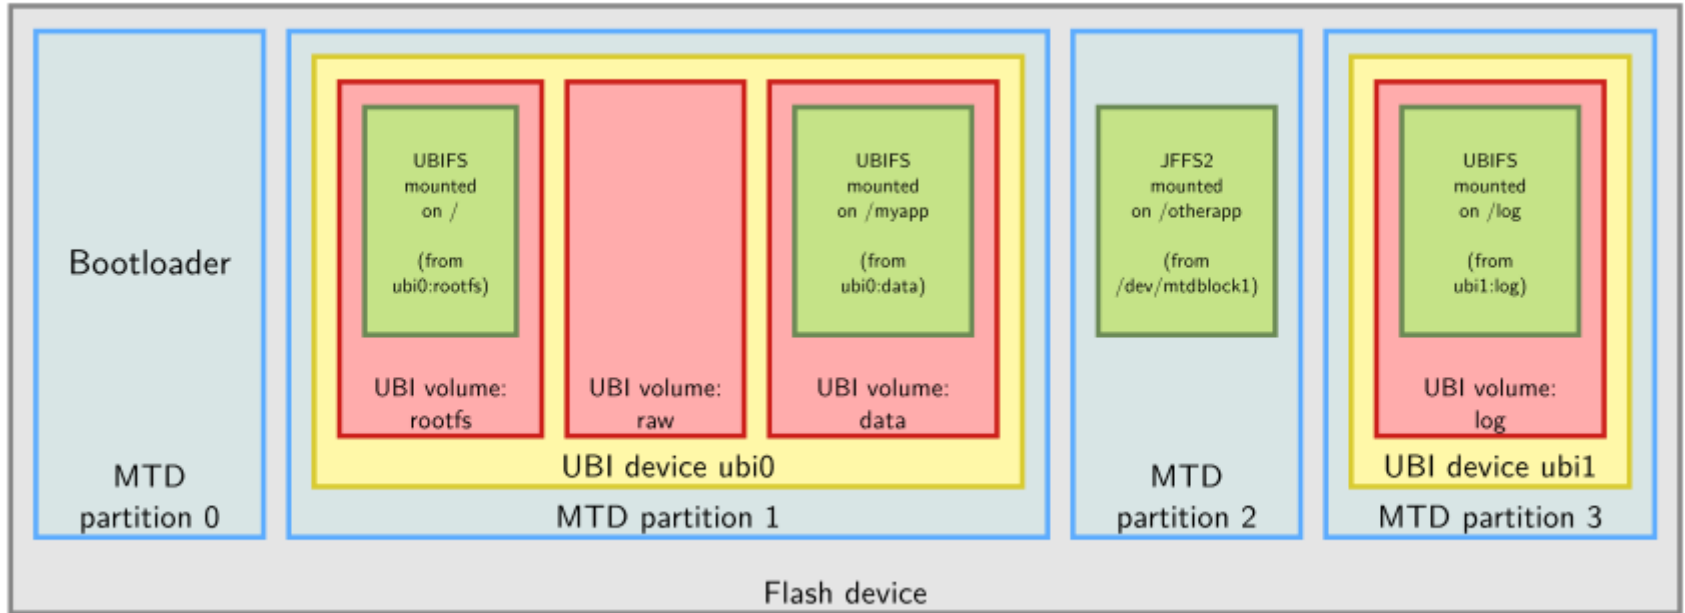 Bootloader
MTD
partition 0
UBIFS
mounted
on /
(from
ubi0:rootfs)
UBI volume:
rootfs
UBI volume:
raw
UBIFS
mounted
on /myapp
(from
ubi0:data)
UBI volume:
data
UBI device ubi0
MTD partition 1
JFFS2
mounted
on /otherapp
(from
/dev/mtdblock1)
MTD
partition 2
UBIFS
mounted
on /log
(from
ubi1:log)
UBI volume:
log
UBI device ubi1
MTD partition 3
Flash device